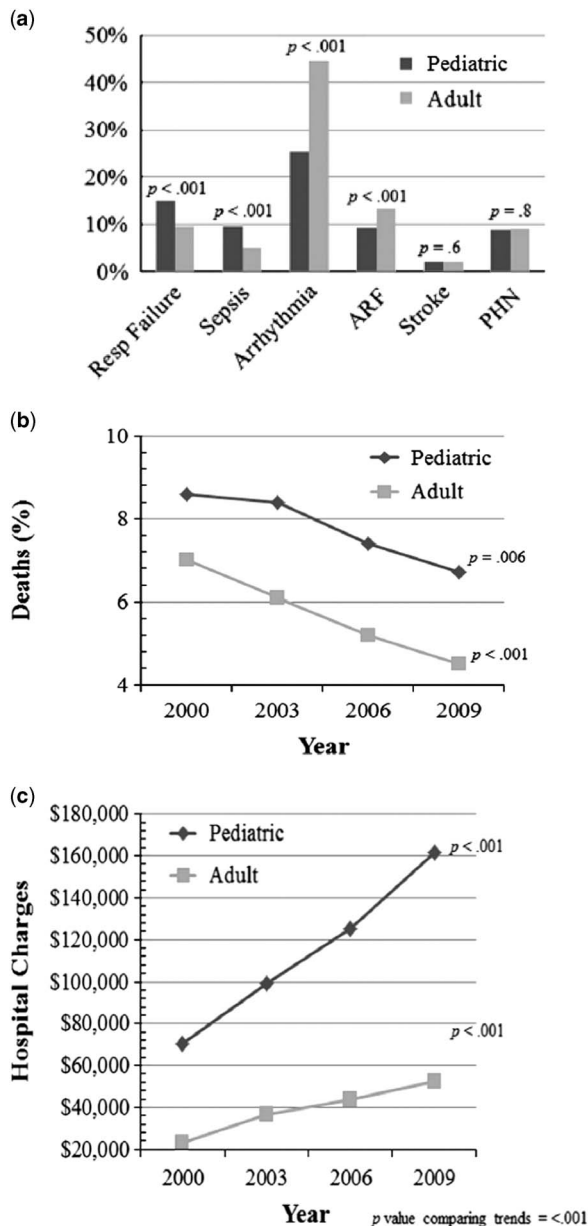 (a)
50%
40%
30%
20%
10%
0%
p < .001
p < .001
p < .001
p < .001
p = .6
p = .8
Pediatric
Adult
Resp Failure
Sepsis
Arrhythmia
ARF
Stroke
PHN
(b)
Deaths (%)
10
8
6
4
Pediatric
Adult
p = .006
p < .001
2000 2003 2006 2009
Year
(c)
Hospital Charges
$180,000
$160,000
$140,000
$120,000
$100,000
$80,000
$60,000
$40,000
$20,000
Pediatric
Adult
p < .001
p < .001
2000 2003 2006 2009
Year
p value comparing trends = <.001